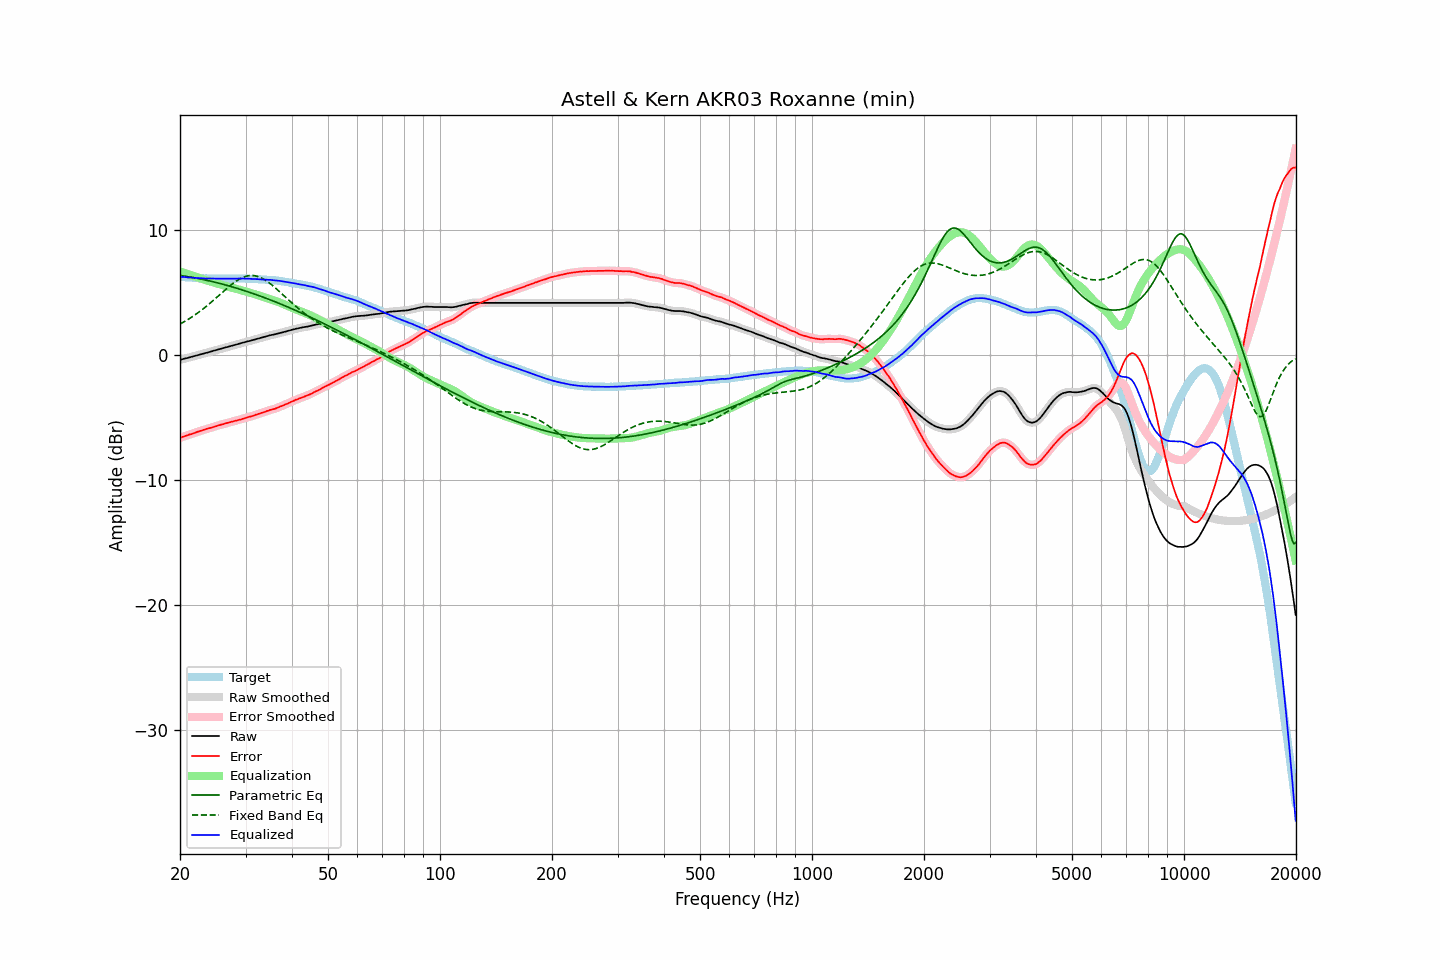 Astell & Kern AKR03 Roxanne (min)
Amplitude (dBr)
10
0
−10
−20
−30
Target
Raw Smoothed
Error Smoothed
Raw
Error
Equalization
Parametric Eq
Fixed Band Eq
Equalized
20 50 100 200 500 1000 2000 5000 10000 20000
Frequency (Hz)